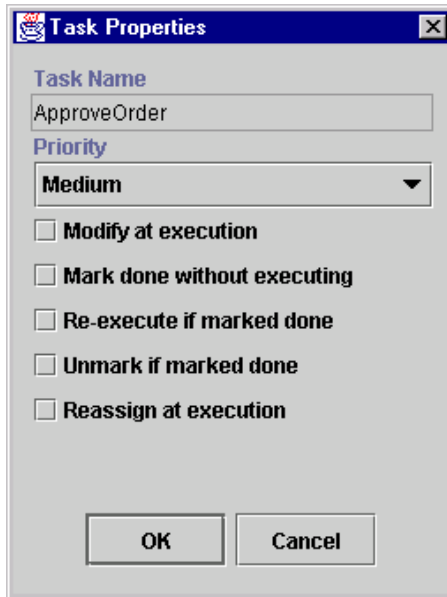 Task Properties
Task Name
ApproveOrder
Priority
Medium
Modify at execution
Mark done without executing
Re-execute if marked done
Unmark if marked done
Reassign at execution
OK Cancel